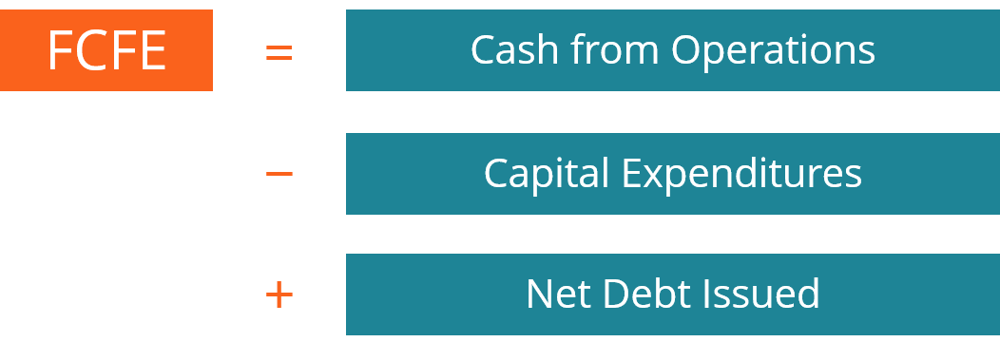 FCFE = Cash from Operations
− Capital Expenditures
+ Net Debt Issued